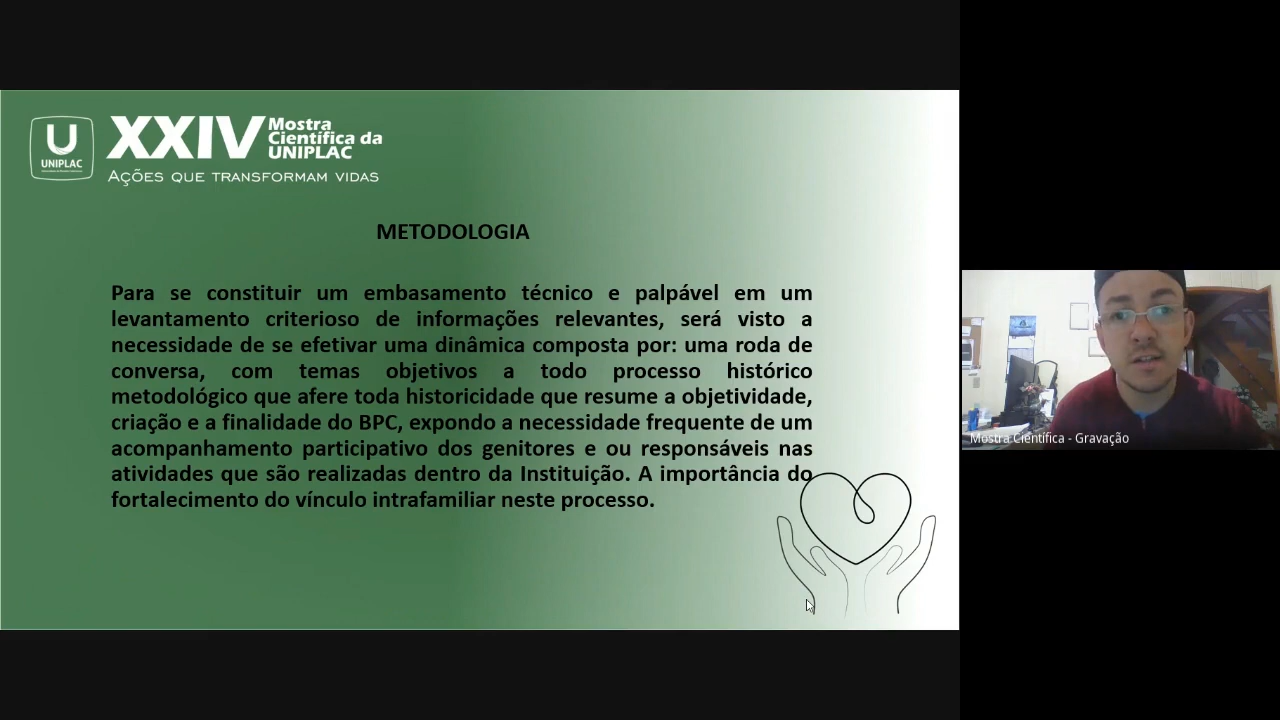 U
UNIPLAC
XXIV
Mostra
Científica da
UNIPLAC
AÇÕES QUE TRANSFORMAM VIDAS
METODOLOGIA
Para se constituir um embasamento técnico e palpável em um
levantamento criterioso de informações relevantes, será visto a
necessidade de se efetivar uma dinâmica composta por: uma roda de
conversa, com temas objetivos a todo processo histórico
metodológico que afere toda historicidade que resume a objetividade,
criação e a finalidade do BPC, expondo a necessidade frequente de um
acompanhamento participativo dos genitores e ou responsáveis nas
atividades que são realizadas dentro da Instituição. A importância do
fortalecimento do vínculo intrafamiliar neste processo.
Mostra Científica - Gravação